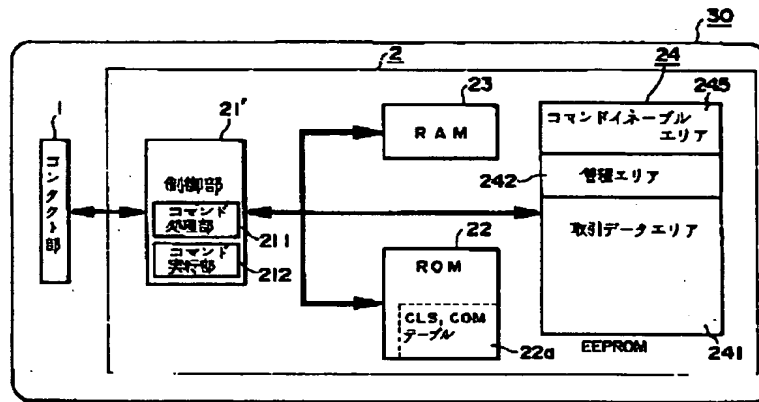 30
2
24
1
21'
23
245
コンタクト部
制御部
コマンド
処理部
211
コマンド
実行部
212
RAM
コマンドイネーブル
エリア
242
管理エリア
取引データエリア
22
ROM
CLS, COM
テーブル
22a
EEPROM
241